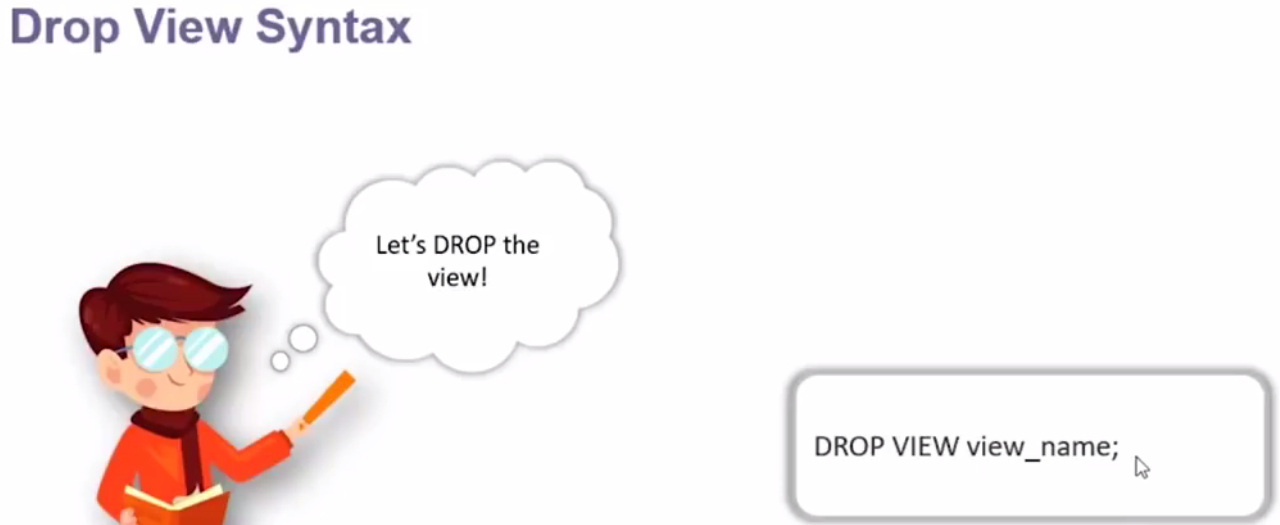 Drop View Syntax
Let's DROP the
view!
DROP VIEW view_name;